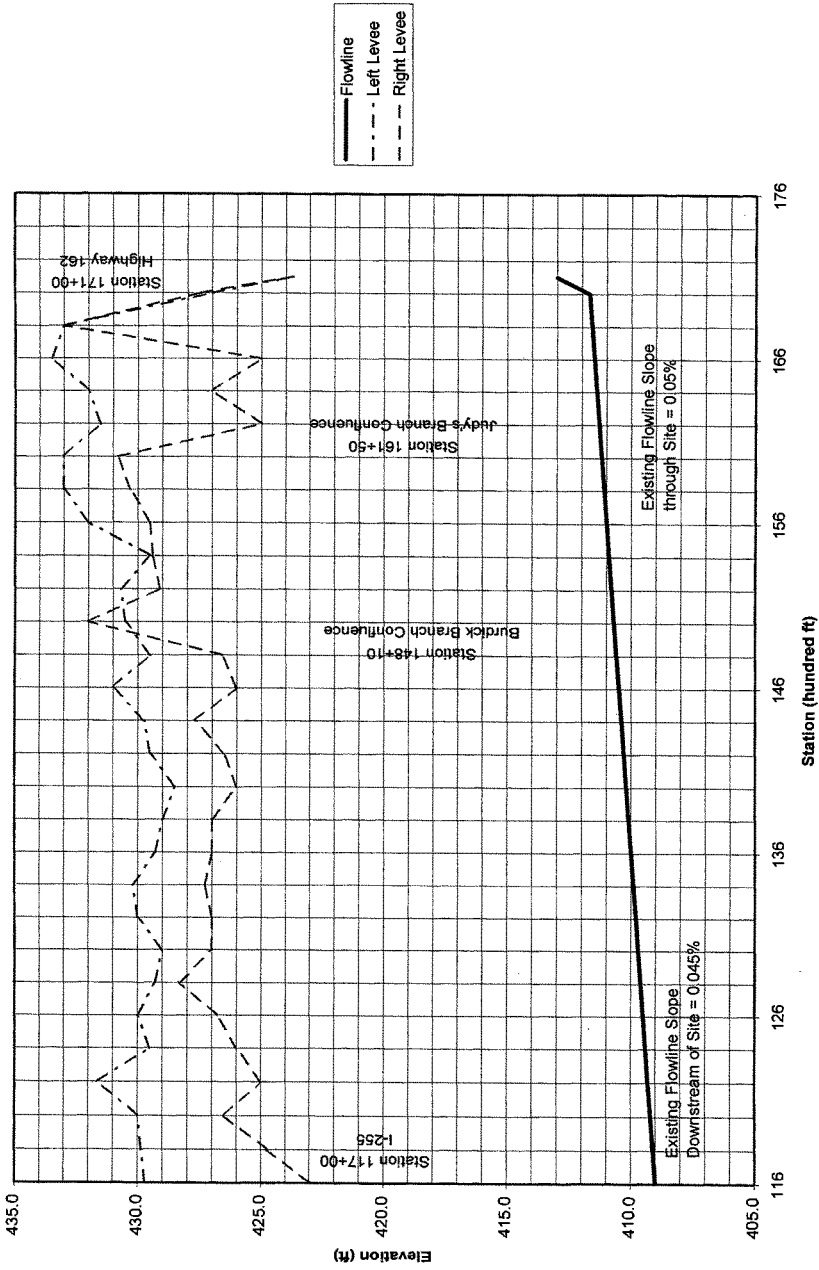 Flowline
Left Levee
Right Levee
Elevation (ft)
435.0
430.0
425.0
420.0
415.0
410.0
405.0
116
126
136
146
156
166
176
Station (hundred ft)
Station 117+00
I-255
Station 148+10
Burdick Branch Confluence
Station 161+50
Judy's Branch Confluence
Station 171+00
Highway 162
Existing Flowline Slope
Downstream of Site = 0.045%
Existing Flowline Slope
through Site = 0.05%